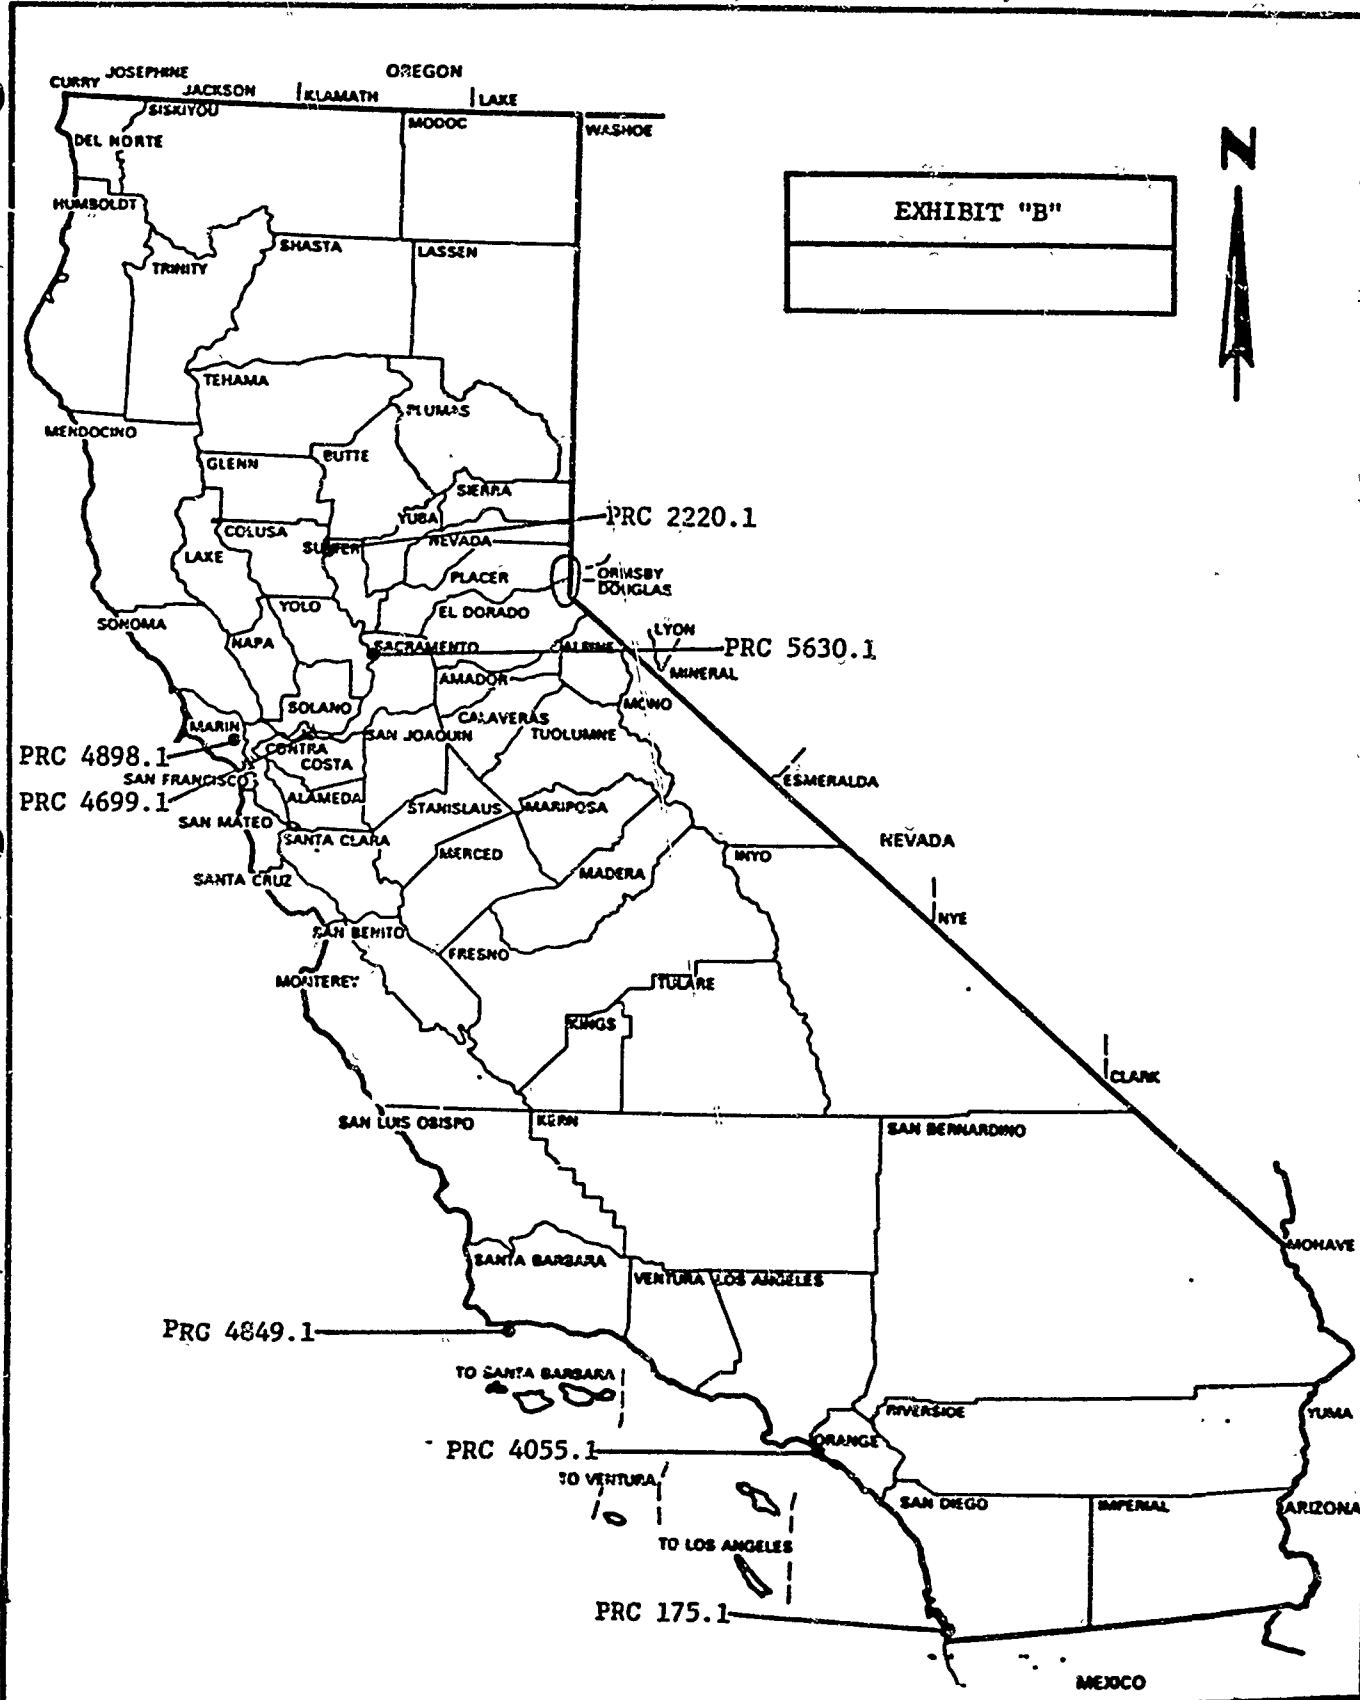 CURRY JOSEPHINE OREGON
JACKSON KLAMATH LAKE
SISKIYOU
MODOC WASHOE
DEL NORTE
N
EXHIBIT "B"
HUMBOLDT
SHASTA LASSEN
TRINITY
TEHAMA
PLUMAS
MENDOCINO
GLENN BUTTE
SIERRA
YUBA PRC 2220.1
COLUSA
SUTTER NEVADA
LAKE
PLACER ORMSBY
DOUGLAS
YOLO EL DORADO
SONOMA
NAPA LYON
SACRAMENTO ALPINE PRC 5630.1
AMADOR MINERAL
SOLANO MONO
CALAVERAS
MARIN SAN JOAQUIN TUOLUMNE
PRC 4898.1 CONTRA
COSTA
SAN FRANCISCO ESMERALDA
PRC 4699.1 ALAMEDA
STANISLAUS MARIPOSA
SAN MATEO
SANTA CLARA NEVADA
MERCED INYO
SANTA CRUZ MADERA
NYE
SAN BENITO
FRESNO
MONTEREY TULARE
KINGS
CLARK
SAN LUIS OBISPO KERN SAN BERNARDINO
MOHAVE
SANTA BARBARA
VENTURA LOS ANGELES
PRC 4849.1
TO SANTA BARBARA
RIVERSIDE YUMA
ORANGE
PRC 4055.1
TO VENTURA
SAN DIEGO IMPERIAL ARIZONA
TO LOS ANGELES
PRC 175.1
MEXICO